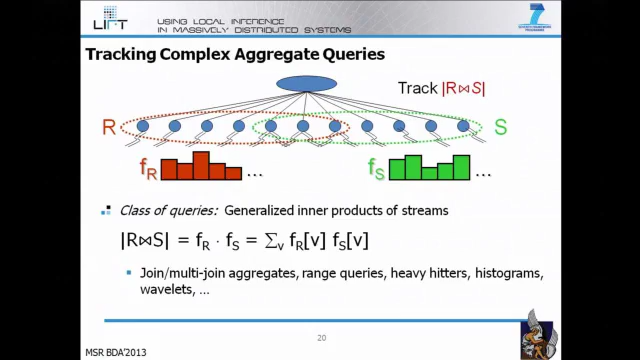 LIFT
USING LOCAL INFERENCE
IN MASSIVELY DISTRIBUTED SYSTEMS
7
Tracking Complex Aggregate Queries
Track |R⋈S|
R
S
fR
...
fS
...
Class of queries: Generalized inner products of streams
|R⋈S| = fR · fS = ∑v fR[v] fS[v]
Join/multi-join aggregates, range queries, heavy hitters, histograms,
wavelets, ...
20
MSR BDA'2013